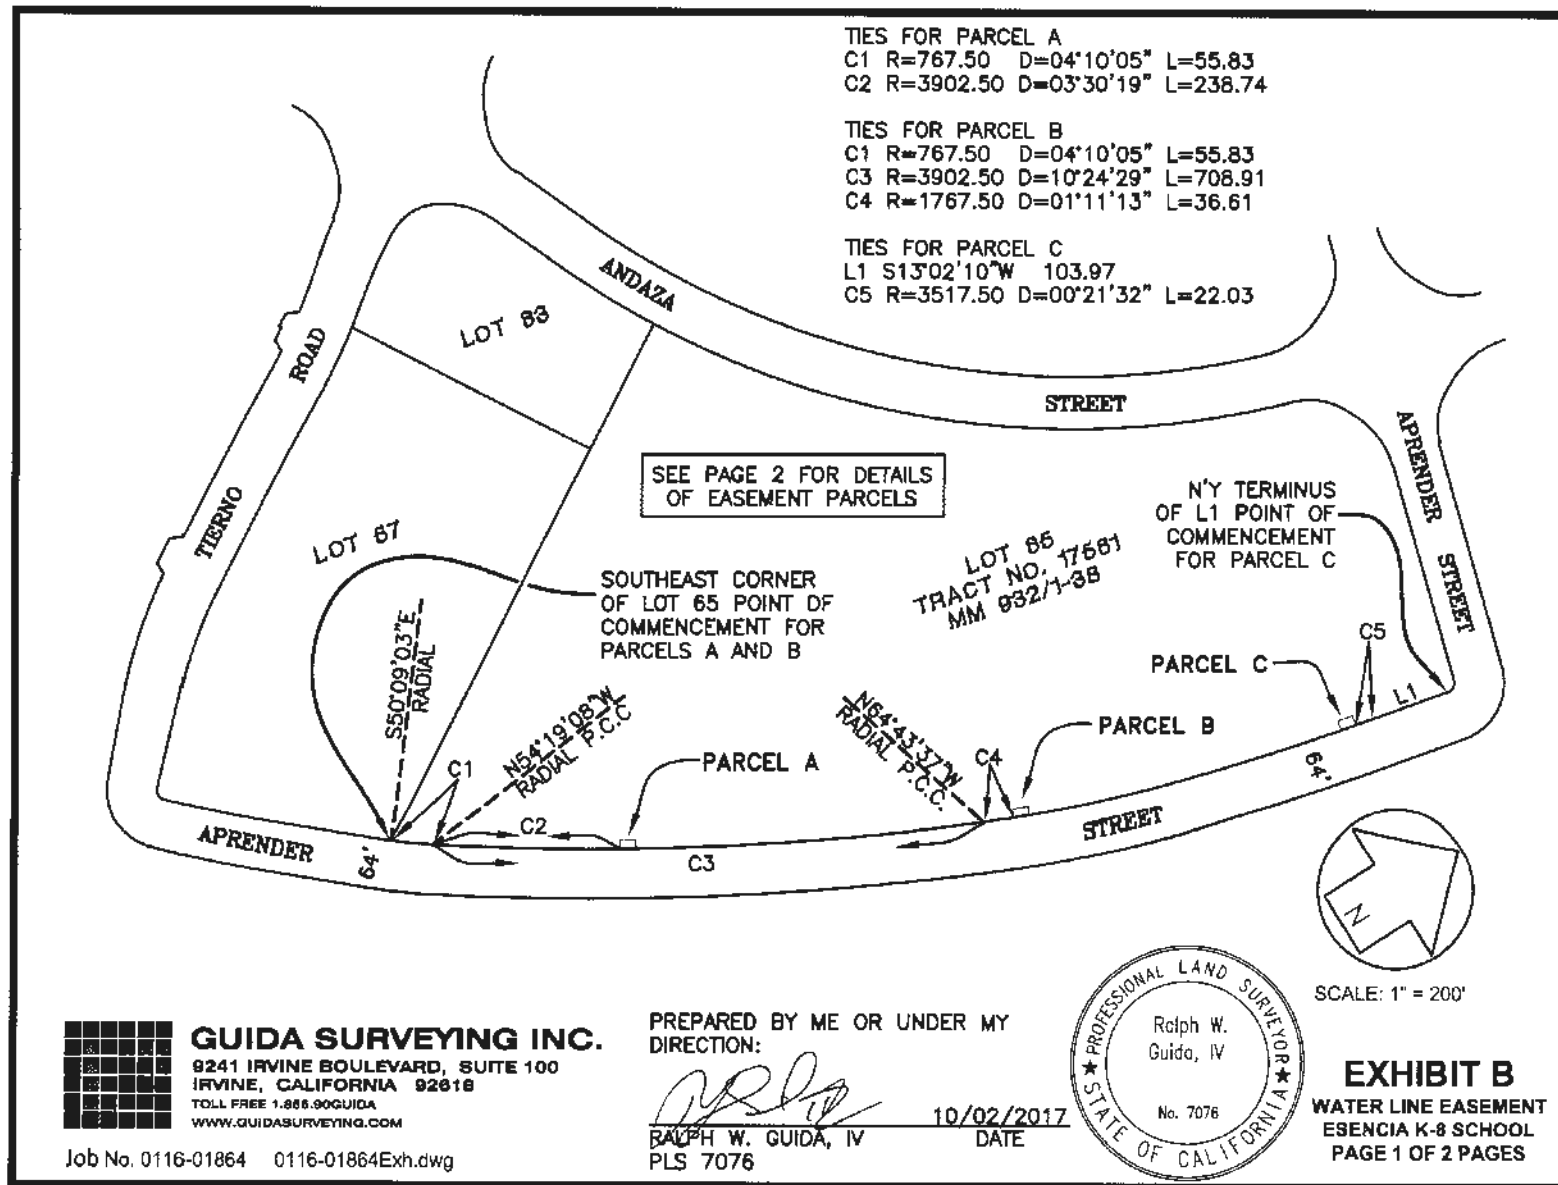 TIES FOR PARCEL A
C1 R=767.50 D=04°10'05" L=55.83
C2 R=3902.50 D=03°30'19" L=238.74
TIES FOR PARCEL B
C1 R=767.50 D=04°10'05" L=55.83
C3 R=3902.50 D=10°24'29" L=708.91
C4 R=1767.50 D=01°11'13" L=36.61
TIES FOR PARCEL C
L1 S13°02'10"W 103.97
C5 R=3517.50 D=00°21'32" L=22.03
ANDAZA
STREET
LOT 83
TIERNO
ROAD
SEE PAGE 2 FOR DETAILS
OF EASEMENT PARCELS
N'Y TERMINUS
OF L1 POINT OF
COMMENCEMENT
FOR PARCEL C
APRENDER
STREET
LOT 67
SOUTHEAST CORNER
OF LOT 65 POINT OF
COMMENCEMENT FOR
PARCELS A AND B
LOT 65
TRACT NO. 17561
MM 932/1-38
S50°09'03"E
RADIAL
C1
N54°19'08"W
RADIAL P.C.C
PARCEL A
N64°43'37"W
RADIAL P.C.C.
C4
PARCEL B
PARCEL C
C5
L1
64'
C2
C3
APRENDER
64'
STREET
N
SCALE: 1" = 200'
GUIDA SURVEYING INC.
9241 IRVINE BOULEVARD, SUITE 100
IRVINE, CALIFORNIA 92618
TOLL FREE 1.866.90GUIDA
WWW.GUIDASURVEYING.COM
Job No. 0116-01864 0116-01864Exh.dwg
PREPARED BY ME OR UNDER MY
DIRECTION:
10/02/2017
RALPH W. GUIDA, IV DATE
PLS 7076
PROFESSIONAL LAND SURVEYOR
Ralph W.
Guida, IV
No. 7076
STATE OF CALIFORNIA
EXHIBIT B
WATER LINE EASEMENT
ESENCIA K-8 SCHOOL
PAGE 1 OF 2 PAGES